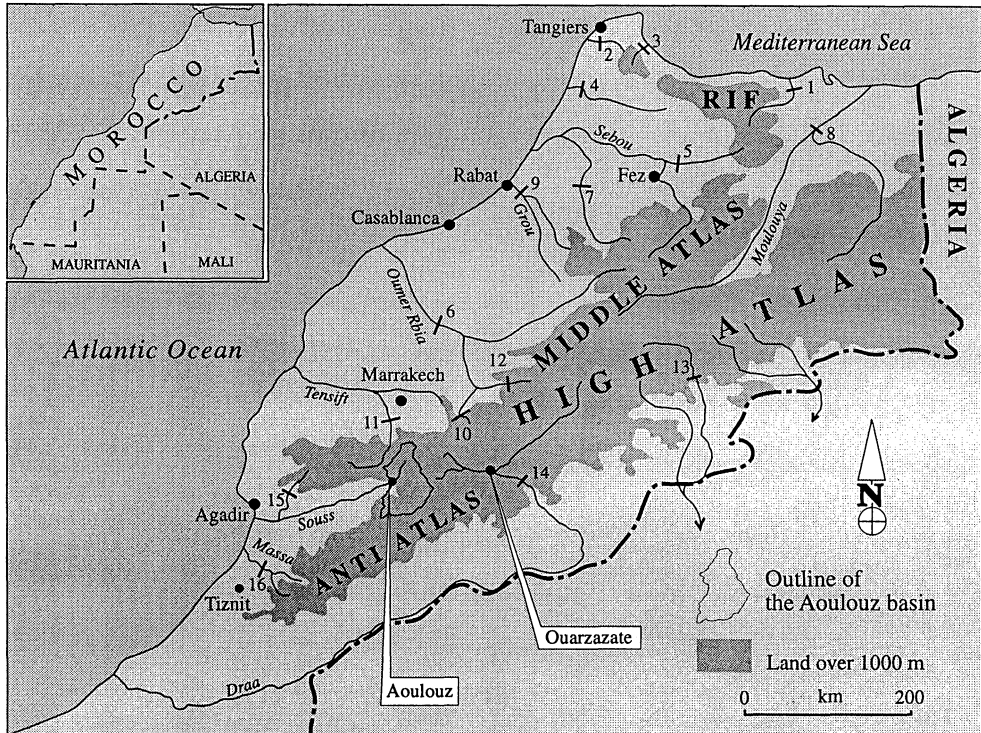 MOROCCO
ALGERIA
MAURITANIA
MALI
Tangiers
Mediterranean Sea
2
3
4
RIF
1
ALGERIA
Sebou
5
8
Rabat
9
7
Fez
Grou
Casablanca
MIDDLE ATLAS
Moulouya
Oumer Rbia
6
HIGH ATLAS
Atlantic Ocean
12
13
Marrakech
Tensift
11
10
14
15
Agadir
Souss
ANTI ATLAS
N
Massa
16
Tiznit
Outline of
the Aoulouz basin
Ouarzazate
Land over 1000 m
Draa
Aoulouz
km
0 200